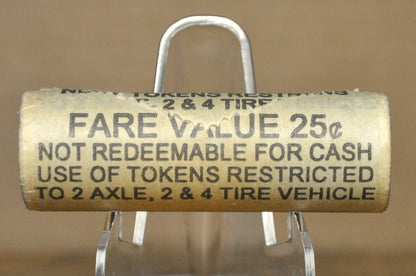 TOKENS
, 2 & 4 TIRE
FARE VALUE 25¢
NOT REDEEMABLE FOR CASH
USE OF TOKENS RESTRICTED
TO 2 AXLE, 2 & 4 TIRE VEHICLE